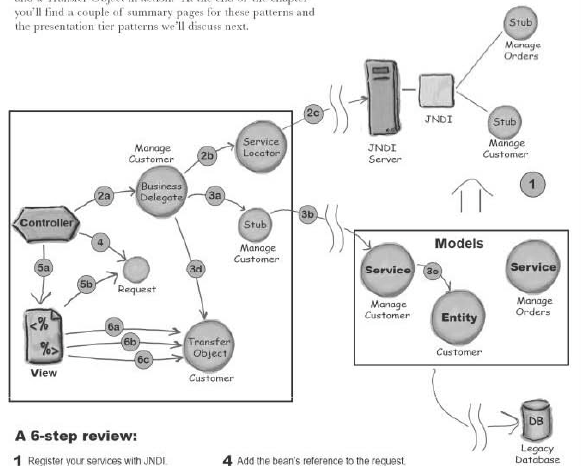 and a Transfer Object in action. At the end of the chapter
you'll find a couple of summary pages for these patterns and
the presentation tier patterns we'll discuss next.
Stub
Manage
Orders
JNDI
Stub
Manage
Customer
JNDI
Server
2c
1
Manage
Customer
Business
Delegate
2b
Service
Locator
2a
3a
Controller
Stub
Manage
Customer
3b
4
5a
5b
Request
3d
<%
%>
View
6a
6b
6c
Transfer
Object
Customer
Models
Service
Manage
Customer
3c
Entity
Customer
Service
Manage
Orders
DB
Legacy
Database
A 6-step review:
1 Register your services with JNDI.
4 Add the bean's reference to the request.